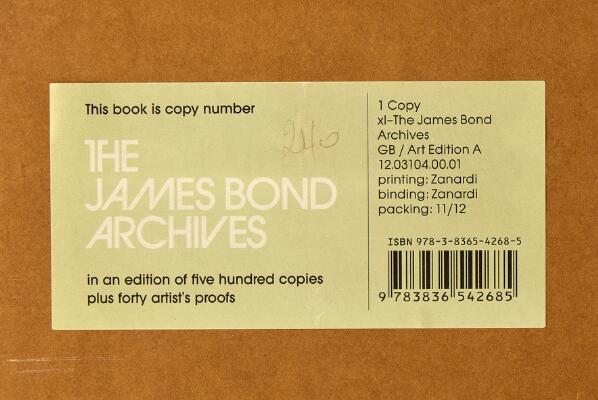 This book is copy number
240
THE
JAMES BOND
ARCHIVES
in an edition of five hundred copies
plus forty artist's proofs
1 Copy
xl–The James Bond
Archives
GB / Art Edition A
12.03104.00.01
printing: Zanardi
binding: Zanardi
packing: 11/12
ISBN 978-3-8365-4268-5
9 783836 542685